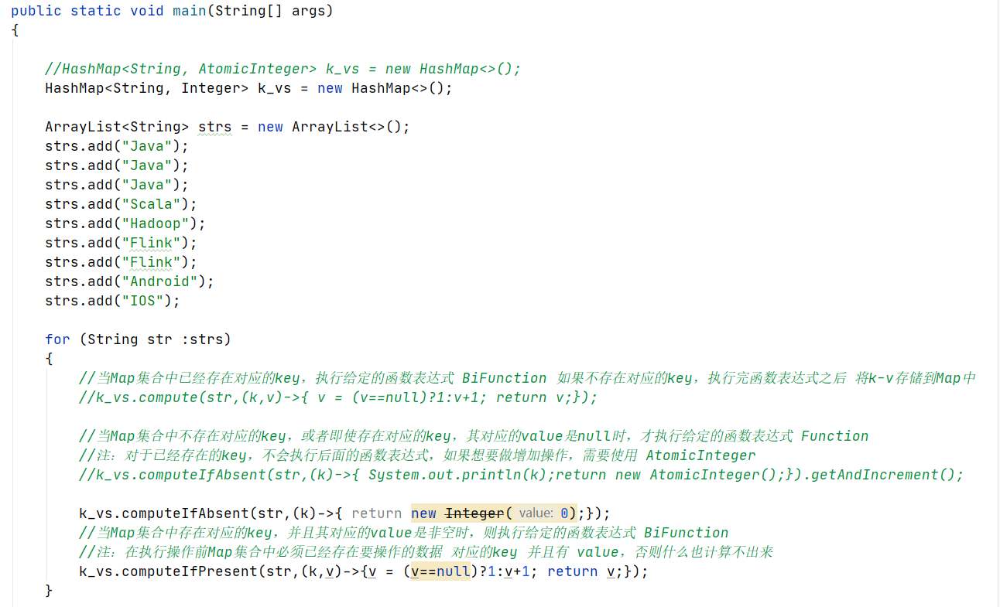 public static void main(String[] args)
{
//HashMap<String, AtomicInteger> k_vs = new HashMap<>();
HashMap<String, Integer> k_vs = new HashMap<>();
ArrayList<String> strs = new ArrayList<>();
strs.add("Java");
strs.add("Java");
strs.add("Java");
strs.add("Scala");
strs.add("Hadoop");
strs.add("Flink");
strs.add("Flink");
strs.add("Android");
strs.add("IOS");
for (String str :strs)
{
//当Map集合中已经存在对应的key，执行给定的函数表达式 BiFunction 如果不存在对应的key，执行完函数表达式之后 将k-v存储到Map中
//k_vs.compute(str,(k,v)->{ v = (v==null)?1:v+1; return v;});
//当Map集合中不存在对应的key，或者即使存在对应的key，其对应的value是null时，才执行给定的函数表达式 Function
//注：对于已经存在的key，不会执行后面的函数表达式，如果想要做增加操作，需要使用 AtomicInteger
//k_vs.computeIfAbsent(str,(k)->{ System.out.println(k);return new AtomicInteger();}).getAndIncrement();
k_vs.computeIfAbsent(str,(k)->{ return new Integer( value: 0);});
//当Map集合中存在对应的key，并且其对应的value是非空时，则执行给定的函数表达式 BiFunction
//注：在执行操作前Map集合中必须已经存在要操作的数据 对应的key 并且有 value，否则什么也计算不出来
k_vs.computeIfPresent(str,(k,v)->{v = (v==null)?1:v+1; return v;});
}